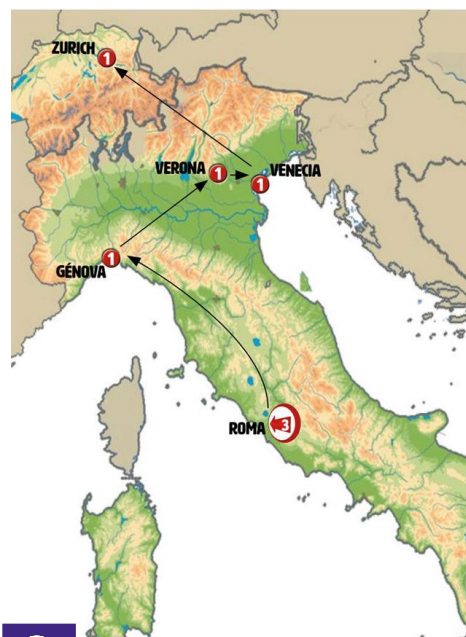 ZURICH
1
VERONA
1
VENECIA
1
GÉNOVA
1
ROMA
3